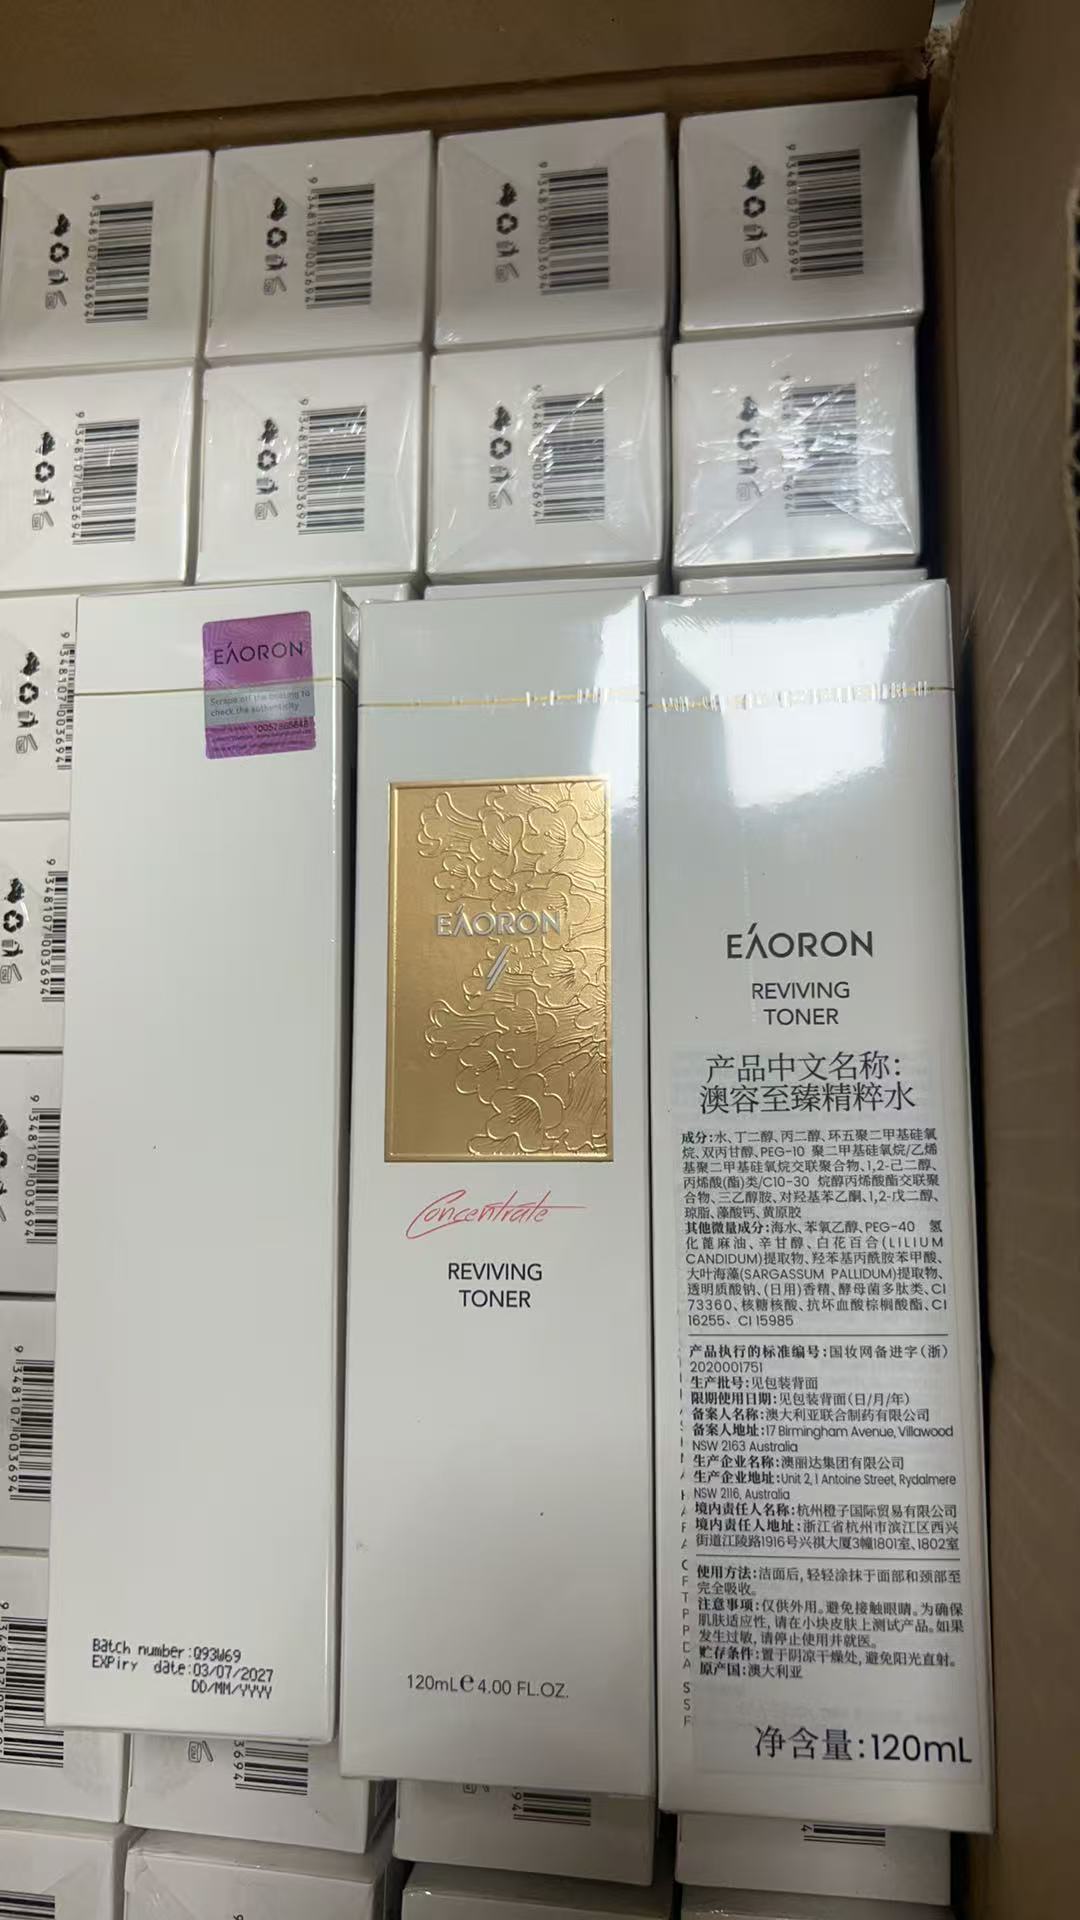 9 348107 003694
9 348107 003694
9 348107 003694
9 348107 003694
9 348107 003694
9 348107 003694
9 348107 003694
EÁORON
Scrape off the coating to
check the authenticity
Batch number:Q93W69
EXPiry date:03/07/2027
DD/MM/YYYY
EÁORON
Concentrate
REVIVING
TONER
120mL℮4.00 FL.OZ.
EÁORON
REVIVING
TONER
产品中文名称:
澳容至臻精粹水
成分:水、丁二醇、丙二醇、环五聚二甲基硅氧
烷、双丙甘醇、PEG-10 聚二甲基硅氧烷/乙烯
基聚二甲基硅氧烷交联聚合物、1,2-己二醇、
丙烯酸(酯)类/C10-30 烷醇丙烯酸酯交联聚
合物、三乙醇胺、对羟基苯乙酮、1,2-戊二醇、
琼脂、藻酸钙、黄原胶
其他微量成分:海水、苯氧乙醇、PEG-40 氢
化蓖麻油、辛甘醇、白花百合(LILIUM
CANDIDUM)提取物、羟苯基丙酰胺苯甲酸、
大叶海藻(SARGASSUM PALLIDUM)提取物、
透明质酸钠、(日用)香精、酵母菌多肽类、CI
73360、核糖核酸、抗坏血酸棕榈酸酯、CI
16255、CI 15985
产品执行的标准编号:国妆网备进字(浙)
2020001751
生产批号:见包装背面
限期使用日期:见包装背面(日/月/年)
备案人名称:澳大利亚联合制药有限公司
备案人地址:17 Birmingham Avenue, Villawood
NSW 2163 Australia
生产企业名称:澳丽达集团有限公司
生产企业地址:Unit 2, 1 Antoine Street, Rydalmere
NSW 2116, Australia
境内责任人名称:杭州橙子国际贸易有限公司
境内责任人地址:浙江省杭州市滨江区西兴
街道江陵路1916号兴祺大厦3幢1801室、1802室
使用方法:洁面后,轻轻涂抹于面部和颈部至
完全吸收。
注意事项:仅供外用。避免接触眼睛。为确保
肌肤适应性,请在小块皮肤上测试产品。如果
发生过敏,请停止使用并就医。
贮存条件:置于阴凉干燥处,避免阳光直射。
原产国:澳大利亚
净含量:120mL